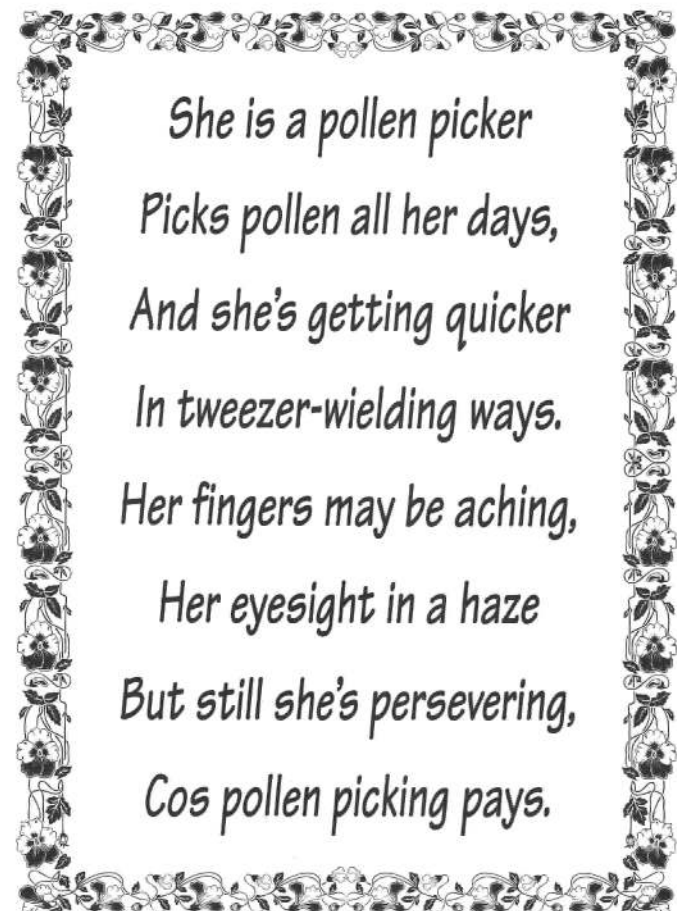 She is a pollen picker
Picks pollen all her days,
And she's getting quicker
In tweezer-wielding ways.
Her fingers may be aching,
Her eyesight in a haze
But still she's persevering,
Cos pollen picking pays.